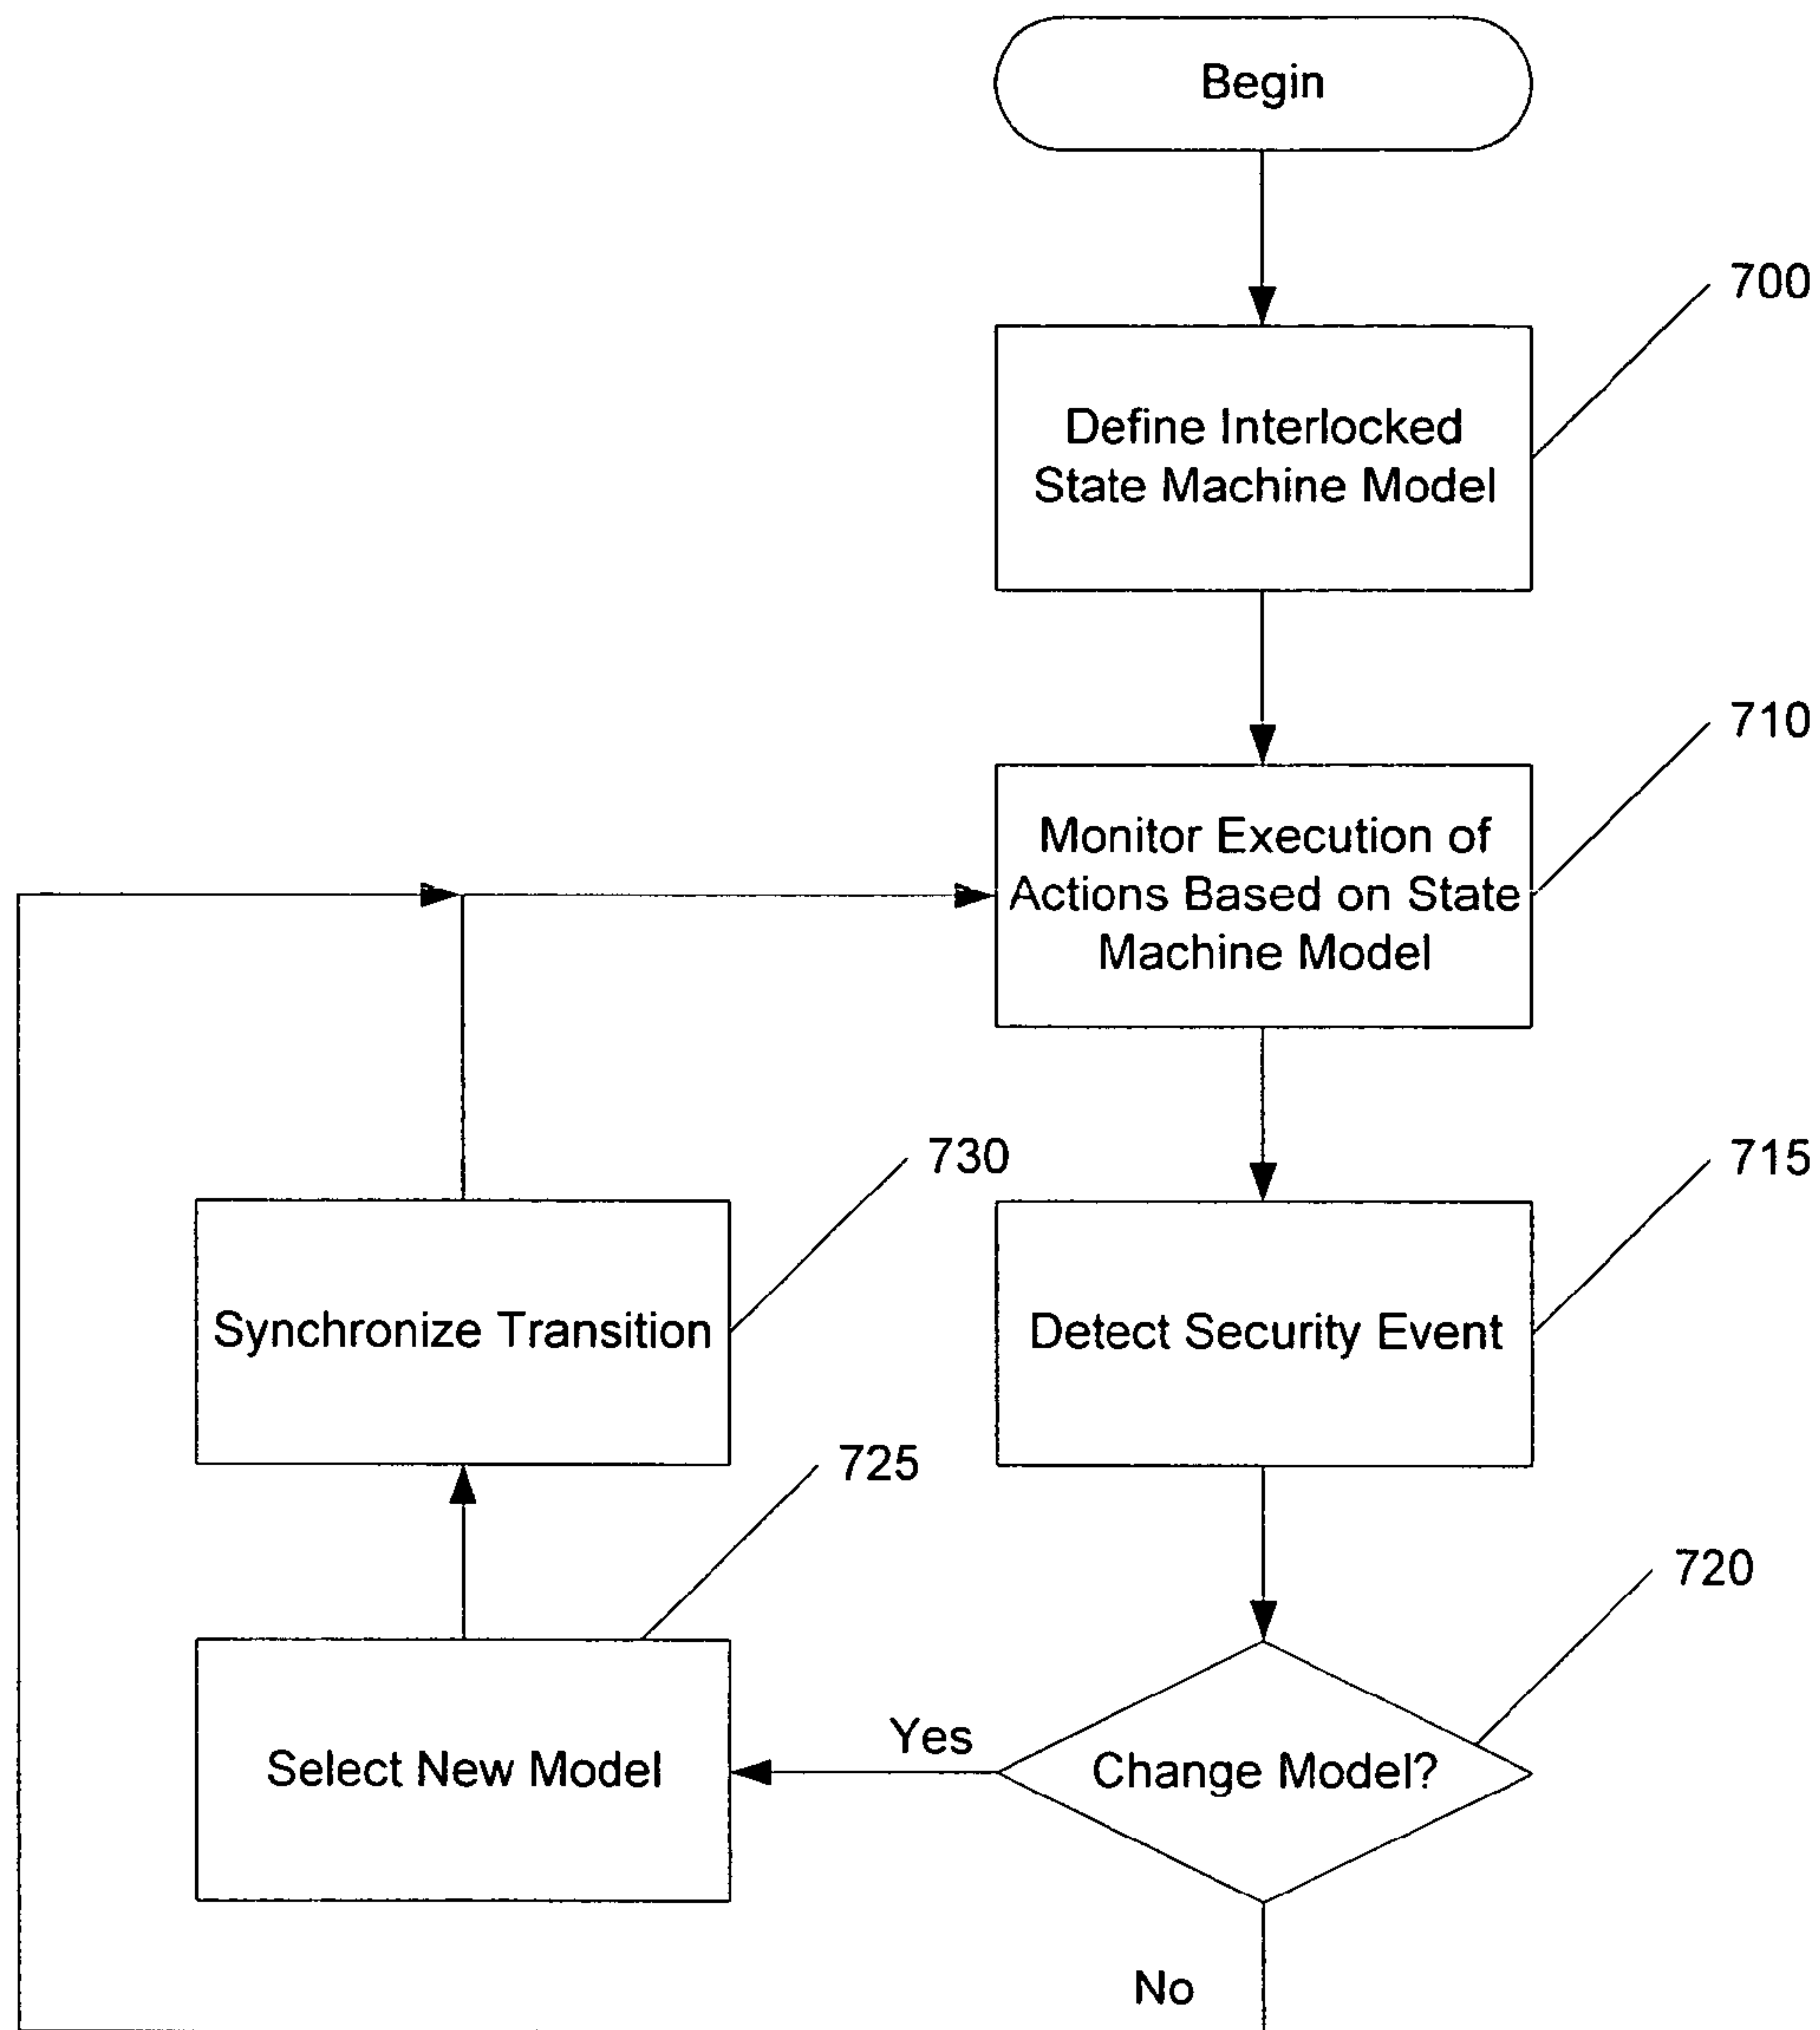 Begin
700
Define Interlocked
State Machine Model
710
Monitor Execution of
Actions Based on State
Machine Model
730
715
Synchronize Transition
Detect Security Event
725
720
Yes
Select New Model
Change Model?
No